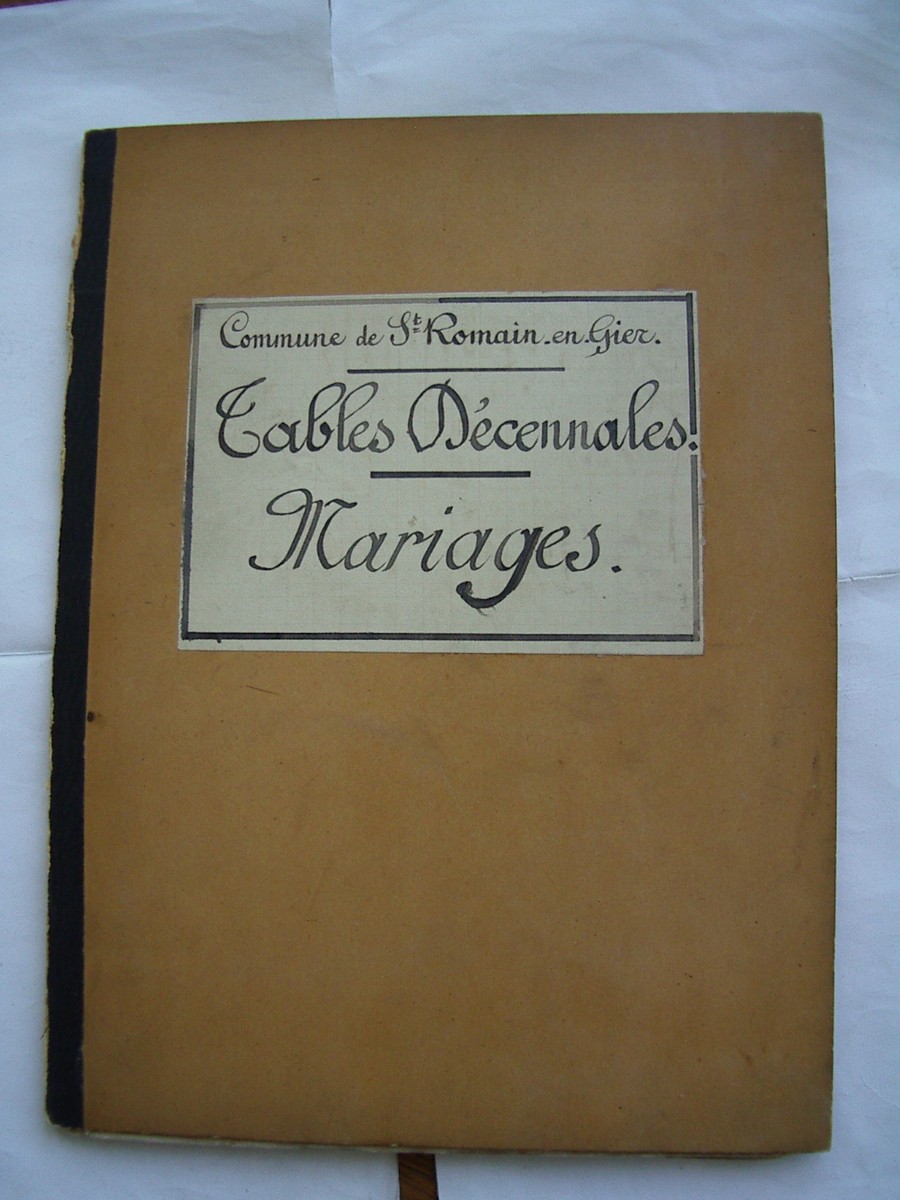 Commune de St Romain-en-Gier.
Tables Décennales.
Mariages.